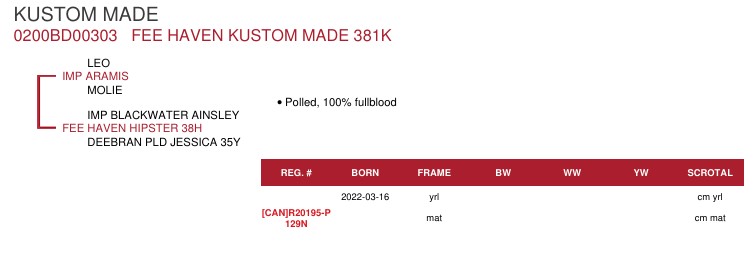 KUSTOM MADE
0200BD00303 FEE HAVEN KUSTOM MADE 381K
LEO
IMP ARAMIS
MOLIE
IMP BLACKWATER AINSLEY
FEE HAVEN HIPSTER 38H
DEEBRAN PLD JESSICA 35Y
• Polled, 100% fullblood
REG. # BORN FRAME BW WW YW SCROTAL
2022-03-16 yrl cm yrl
[CAN]R20195-P
129N
mat cm mat